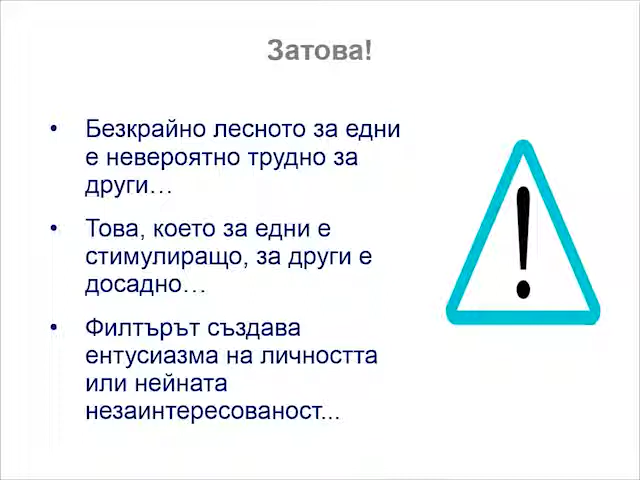 Затова!
• Безкрайно лесното за едни
е невероятно трудно за
други…
• Това, което за едни е
стимулиращо, за други е
досадно…
• Филтърът създава
ентусиазма на личността
или нейната
незаинтересованост...
!